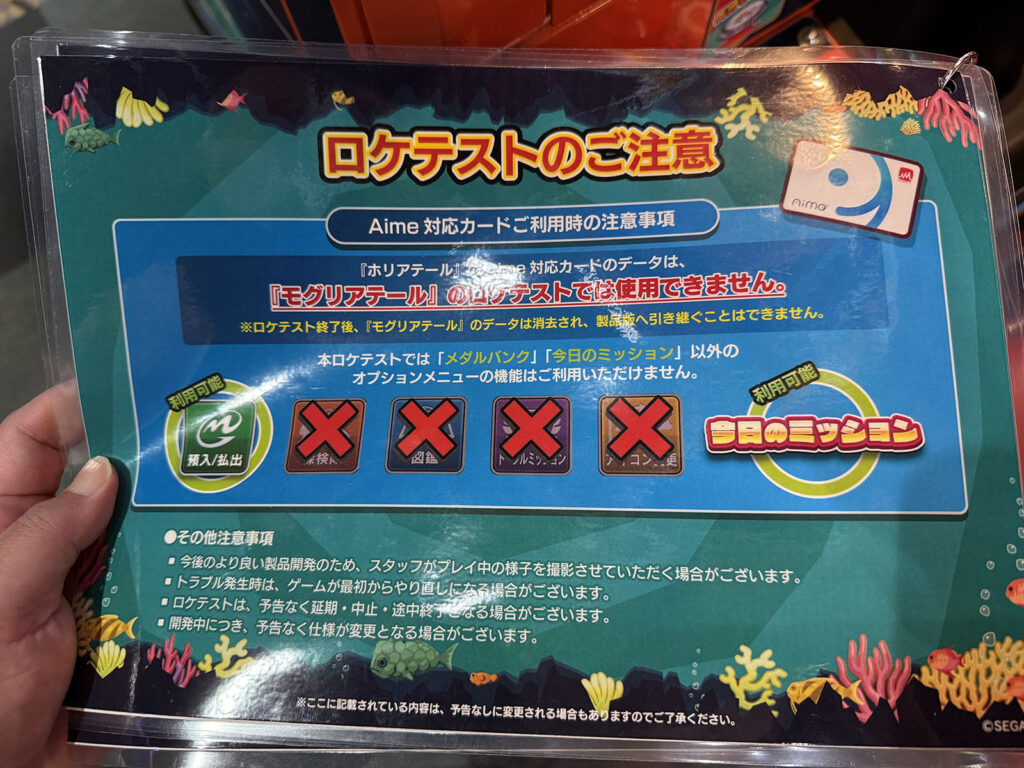 ロケテストのご注意
Aime
Aime 対応カードご利用時の注意事項
『ホリアテール』 Aime 対応カードのデータは、
『モグリアテール』のロケテストでは使用できません。
※ロケテスト終了後、『モグリアテール』のデータは消去され、製品版へ引き継ぐことはできません。
本ロケテストでは「メダルバンク」「今日のミッション」以外の
オプションメニューの機能はご利用いただけません。
利用可能
預入/払出
図鑑
利用可能
今日のミッション
●その他注意事項
▪ 今後のより良い製品開発のため、スタッフがプレイ中の様子を撮影させていただく場合がございます。
▪ トラブル発生時は、ゲームが最初からやり直しになる場合がございます。
▪ ロケテストは、予告なく延期・中止・途中終了となる場合がございます。
▪ 開発中につき、予告なく仕様が変更となる場合がございます。
※ここに記載されている内容は、予告なしに変更される場合もありますのでご了承ください。
©SEGA